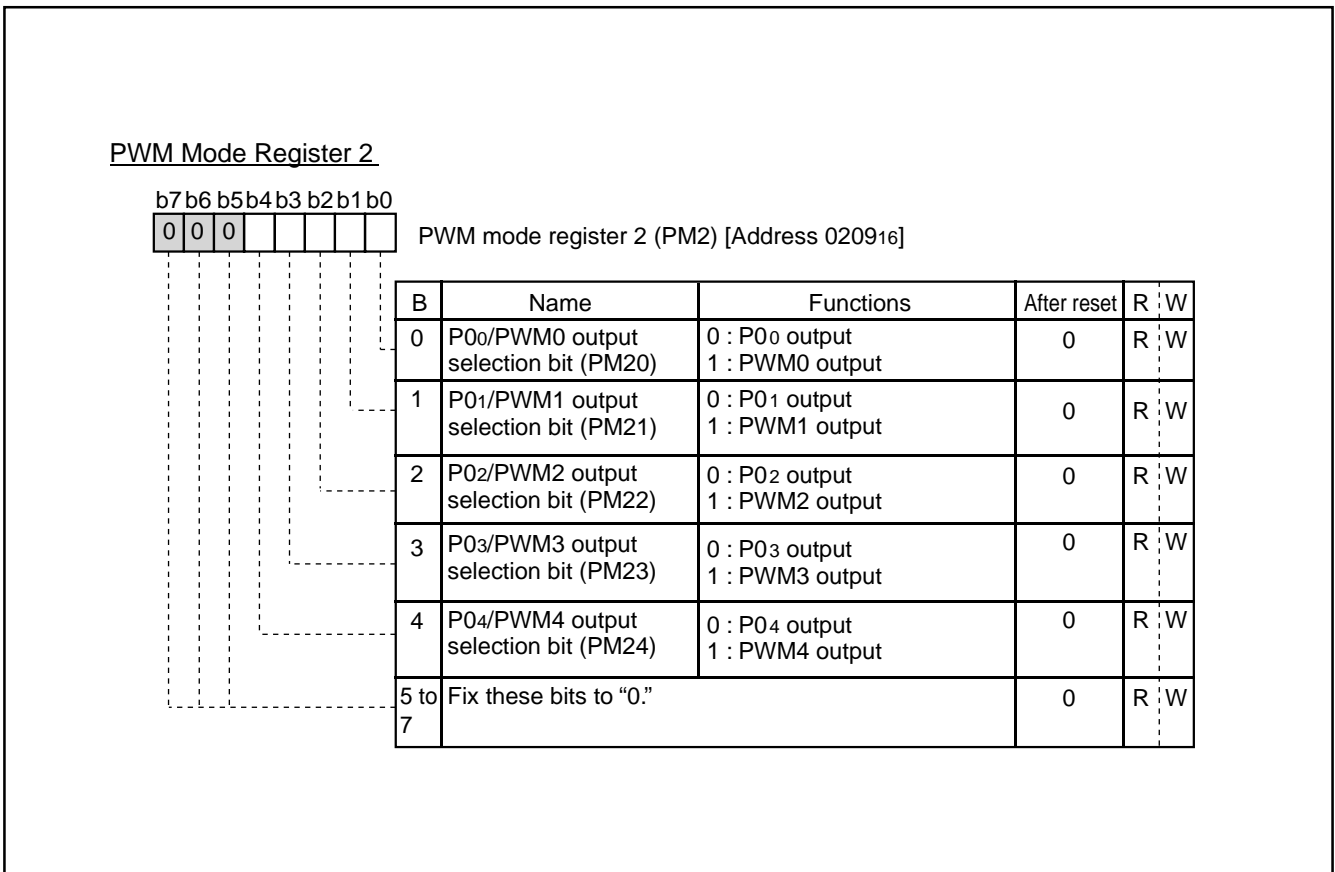 PWM Mode Register 2
b7 b6 b5 b4 b3 b2 b1 b0
0 0 0
PWM mode register 2 (PM2) [Address 020916]
B Name Functions After reset R W
0 P00/PWM0 output selection bit (PM20) 0 : P00 output 1 : PWM0 output 0 R W
1 P01/PWM1 output selection bit (PM21) 0 : P01 output 1 : PWM1 output 0 R W
2 P02/PWM2 output selection bit (PM22) 0 : P02 output 1 : PWM2 output 0 R W
3 P03/PWM3 output selection bit (PM23) 0 : P03 output 1 : PWM3 output 0 R W
4 P04/PWM4 output selection bit (PM24) 0 : P04 output 1 : PWM4 output 0 R W
5 to 7 Fix these bits to “0.” 0 R W